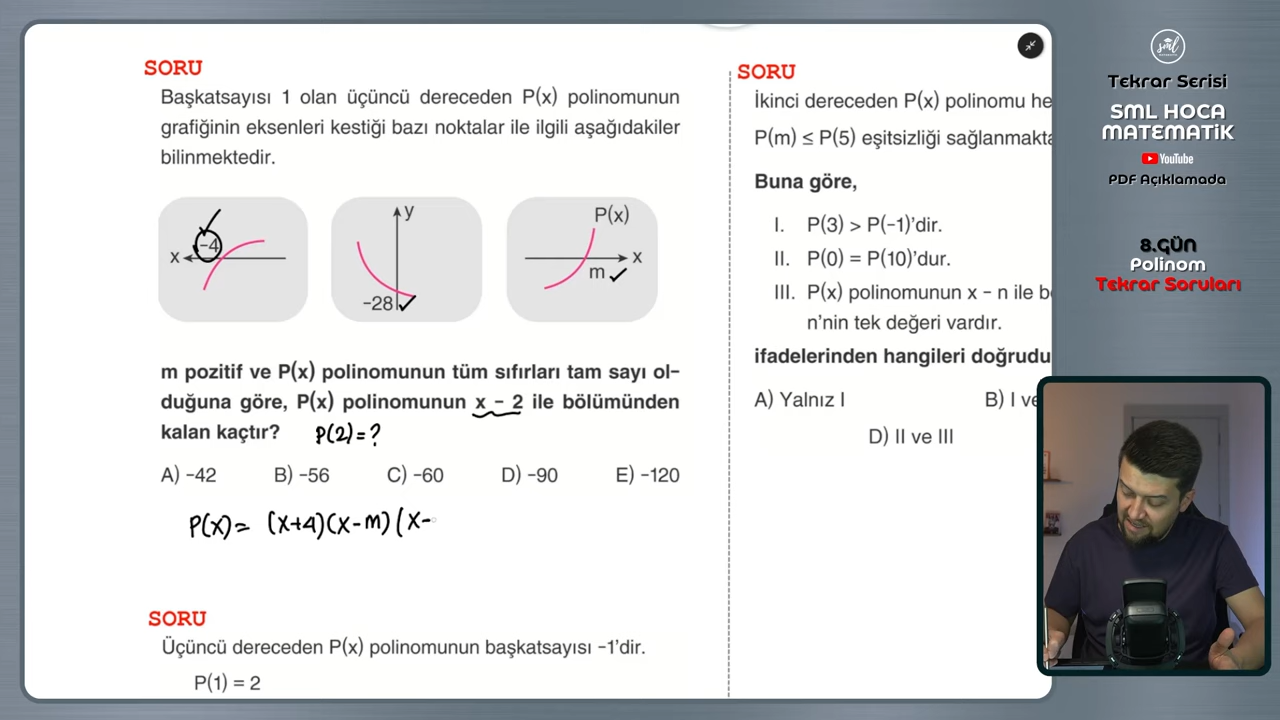 SORU
Başkatsayısı 1 olan üçüncü dereceden P(x) polinomunun
grafiğinin eksenleri kestiği bazı noktalar ile ilgili aşağıdakiler
bilinmektedir.
-4
x
y
-28
P(x)
m
x
m pozitif ve P(x) polinomunun tüm sıfırları tam sayı ol-
duğuna göre, P(x) polinomunun x - 2 ile bölümünden
kalan kaçtır? P(2)=?
A) -42 B) -56 C) -60 D) -90 E) -120
P(x)= (x+4)(x-m)(x-
SORU
Üçüncü dereceden P(x) polinomunun başkatsayısı -1'dir.
P(1) = 2
SORU
İkinci dereceden P(x) polinomu he
P(m) ≤ P(5) eşitsizliği sağlanmakta
Buna göre,
I. P(3) > P(-1)'dir.
II. P(0) = P(10)'dur.
III. P(x) polinomunun x - n ile b
n'nin tek değeri vardır.
ifadelerinden hangileri doğrudu
A) Yalnız I B) I ve
D) II ve III
sml
Tekrar Serisi
SML HOCA
MATEMATİK
YouTube
PDF Açıklamada
8.GÜN
Polinom
Tekrar Soruları